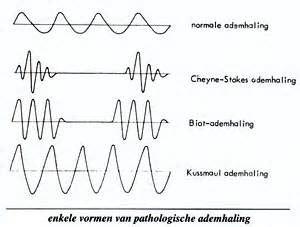 normale ademhaling
Cheyne-Stokes ademhaling
Biot-ademhaling
Kussmaul ademhaling
enkele vormen van pathologische ademhaling